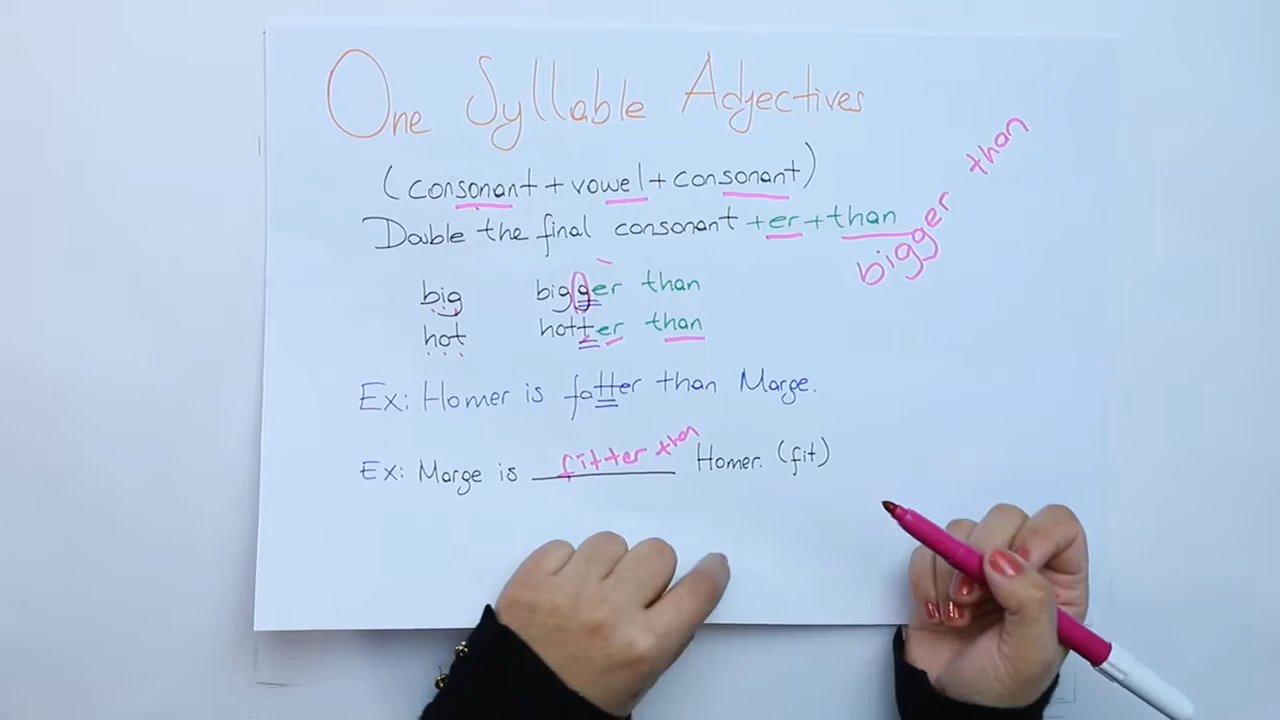 One Syllable Adjectives
(consonant + vowel + consonant)
Double the final consonant + er + than
bigger than
big bigger than
hot hotter than
Ex: Homer is fatter than Marge.
Ex: Marge is fitter than Homer. (fit)